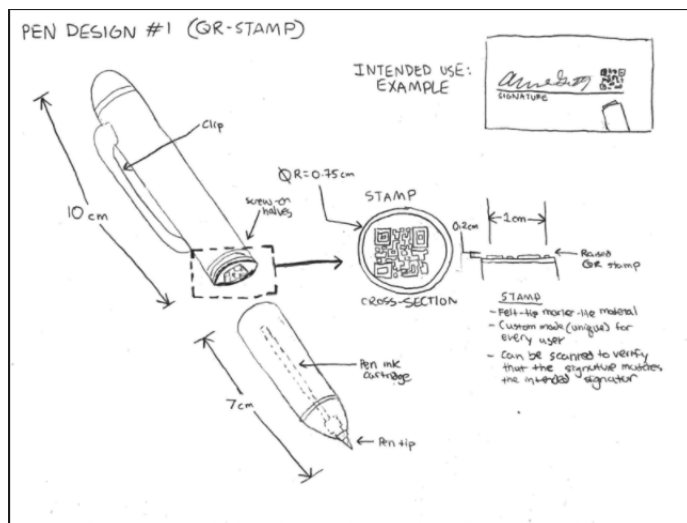 PEN DESIGN #1 (QR-STAMP)
INTENDED USE:
EXAMPLE
SIGNATURE
Clip
10 cm
screw-on
halves
R=0.75cm
STAMP
CROSS-SECTION
0.2cm
1cm
Raised
QR stamp
STAMP
- Felt-tip marker-like material
- Custom made (unique) for
every user
- Can be scanned to verify
that the signature matches
the intended signator
Pen ink
cartridge
7cm
Pen tip